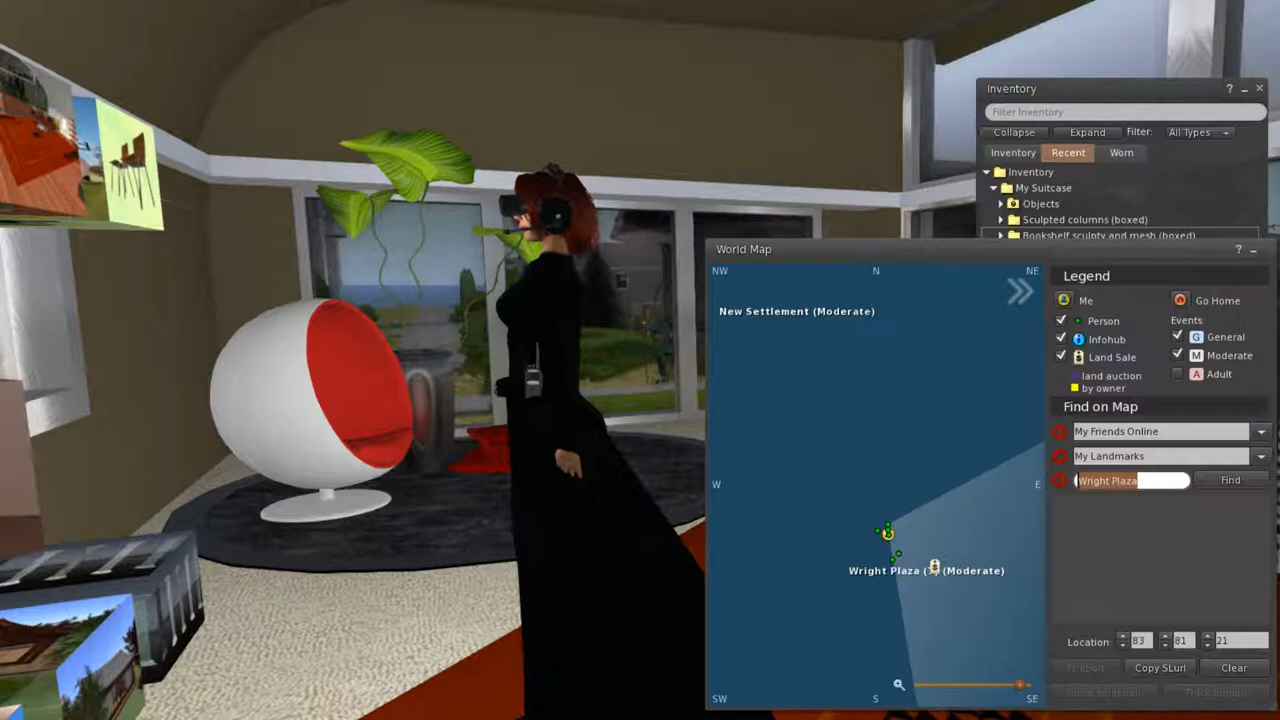 Inventory
Filter Inventory
Collapse Expand Filter: All Types
Inventory Recent Worn
Inventory
My Suitcase
Objects
Sculpted columns (boxed)
Bookshelf sculpty and mesh (boxed)
World Map
NW N NE
New Settlement (Moderate)
W E
Wright Plaza (Moderate)
SW S SE
Legend
Me Go Home
Person Events:
Infohub G General
Land Sale M Moderate
land auction A Adult
by owner
Find on Map
My Friends Online
My Landmarks
Wright Plaza Find
Location: 83 81 21
Teleport Copy SLurl Clear